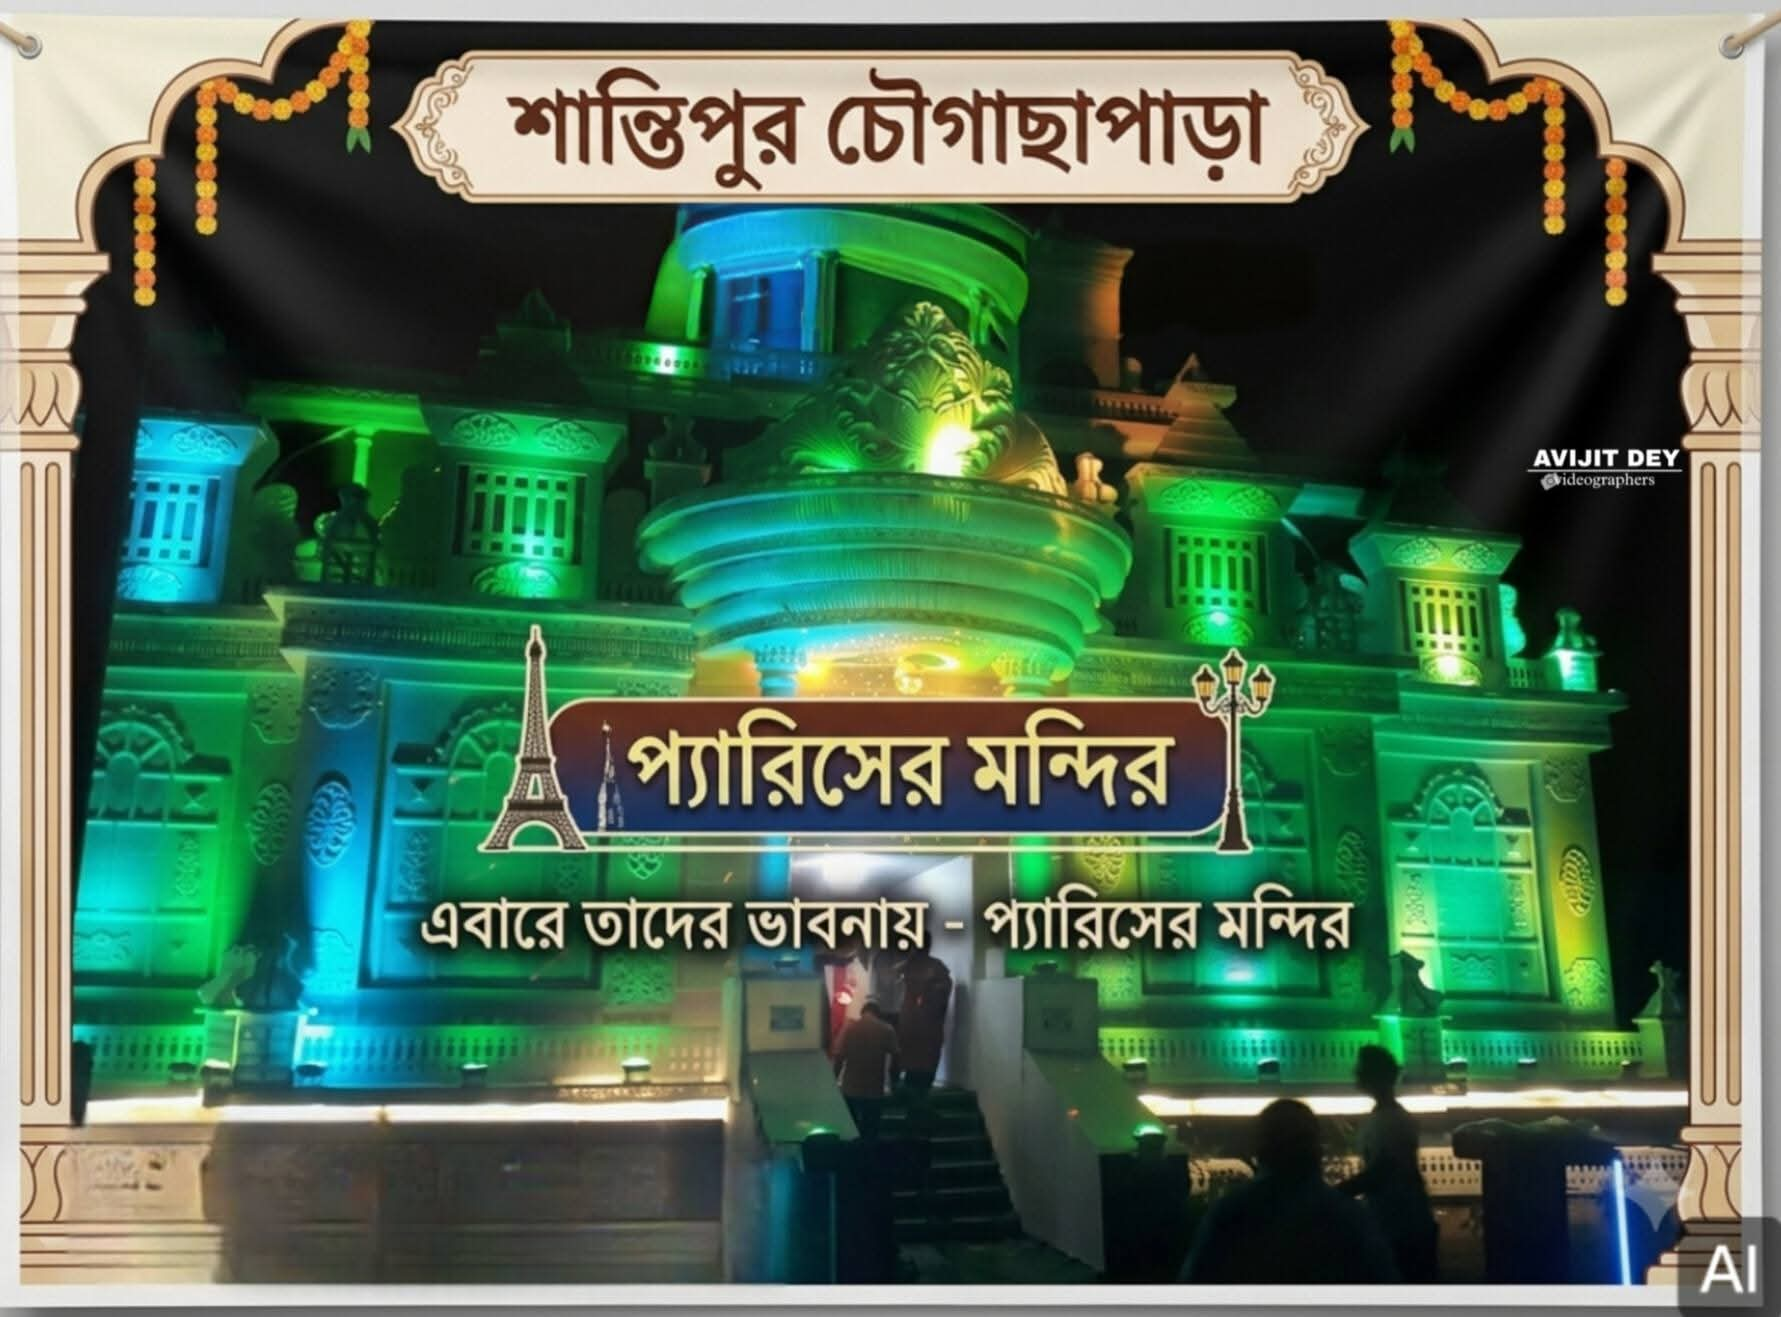 শান্তিপুর চৌগাছাপাড়া
AVIJIT DEY
videographers
প্যারিসের মন্দির
এবারে তাদের ভাবনায় - প্যারিসের মন্দির
AI